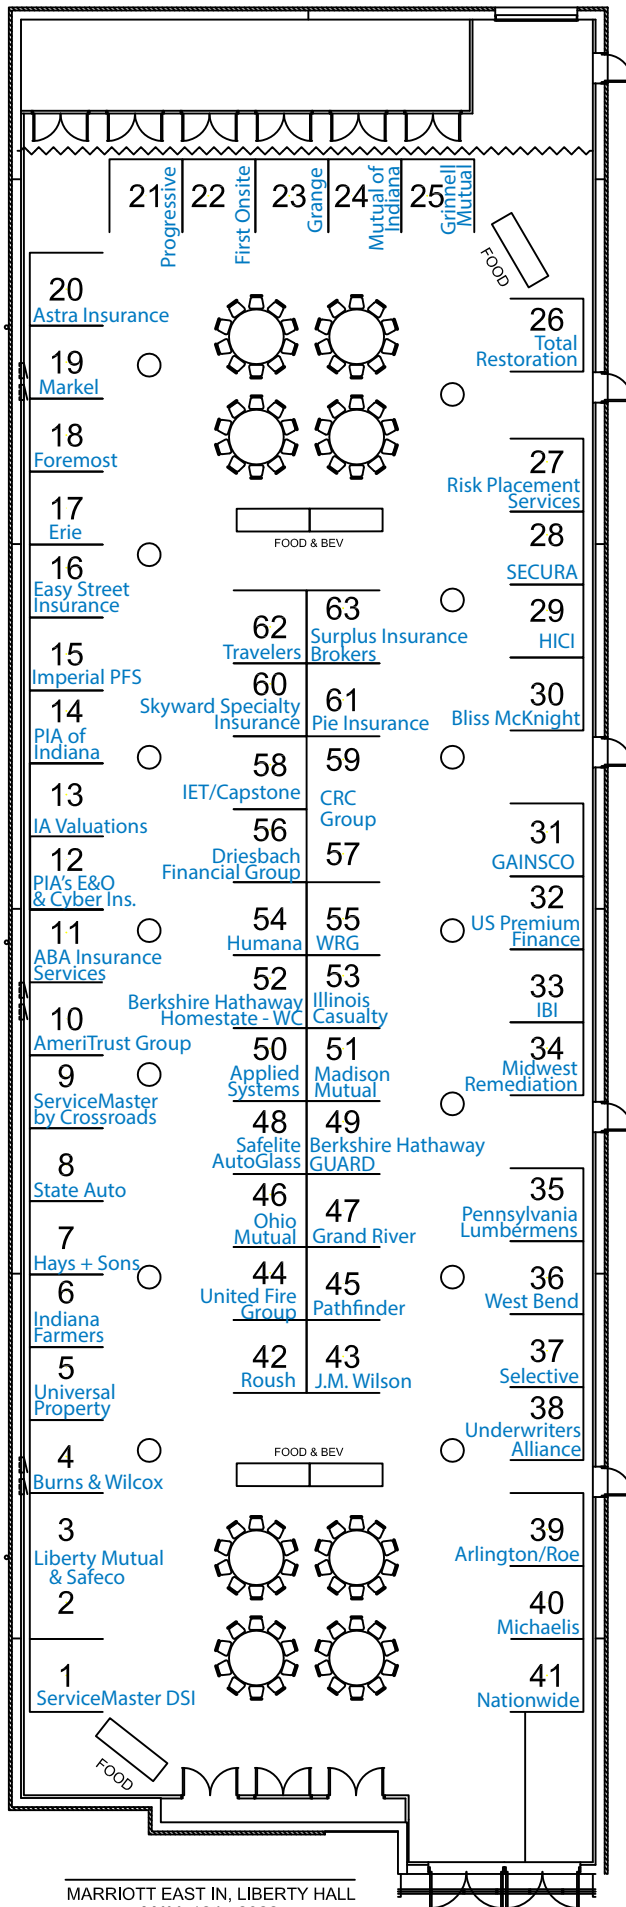 21
Progressive
22
First Onsite
23
Grange
24
Mutual of
Indiana
25
Grinnell
Mutual
FOOD
20
Astra Insurance
19
Markel
18
Foremost
17
Erie
16
Easy Street
Insurance
15
Imperial PFS
14
PIA of
Indiana
13
IA Valuations
12
PIA's E&O
& Cyber Ins.
11
ABA Insurance
Services
10
AmeriTrust Group
9
ServiceMaster
by Crossroads
8
State Auto
7
Hays + Sons
6
Indiana
Farmers
5
Universal
Property
4
Burns & Wilcox
3
Liberty Mutual
& Safeco
2
1
ServiceMaster DSI
FOOD
FOOD & BEV
62
Travelers
63
Surplus Insurance
Brokers
60
Skyward Specialty
Insurance
61
Pie Insurance
58
IET/Capstone
59
CRC
Group
56
Driesbach
Financial Group
57
54
Humana
55
WRG
52
Berkshire Hathaway
Homestate - WC
53
Illinois
Casualty
50
Applied
Systems
51
Madison
Mutual
48
Safelite
AutoGlass
49
Berkshire Hathaway
GUARD
46
Ohio
Mutual
47
Grand River
44
United Fire
Group
45
Pathfinder
42
Roush
43
J.M. Wilson
FOOD & BEV
26
Total
Restoration
27
Risk Placement
Services
28
SECURA
29
HICI
30
Bliss McKnight
31
GAINSCO
32
US Premium
Finance
33
IBI
34
Midwest
Remediation
35
Pennsylvania
Lumbermens
36
West Bend
37
Selective
38
Underwriters
Alliance
39
Arlington/Roe
40
Michaelis
41
Nationwide
MARRIOTT EAST IN, LIBERTY HALL